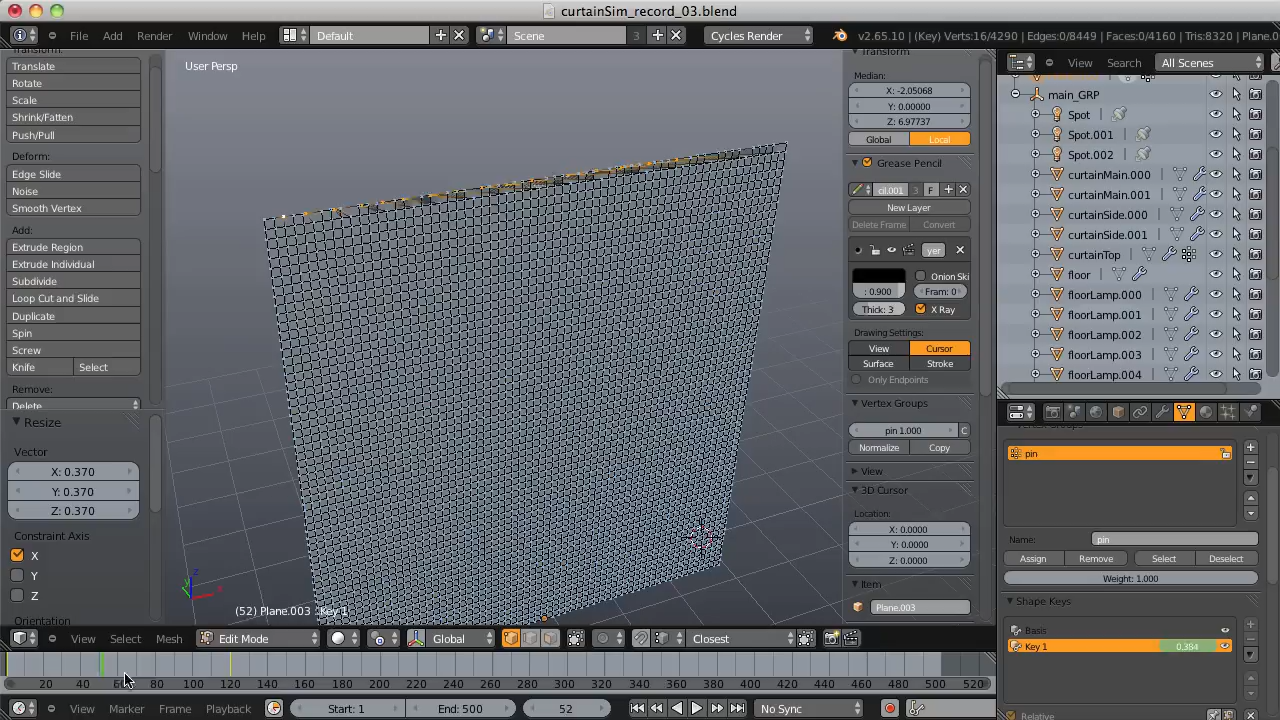 curtainSim_record_03.blend
File Add Render Window Help Default Scene 3 Cycles Render v2.65.10 | (Key) Verts:16/4290 | Edges:0/8449 | Faces:0/4160 | Tris:8320 | Plane.0
Transform:
Translate
Rotate
Scale
Shrink/Fatten
Push/Pull
Deform:
Edge Slide
Noise
Smooth Vertex
Add:
Extrude Region
Extrude Individual
Subdivide
Loop Cut and Slide
Duplicate
Spin
Screw
Knife Select
Remove:
Delete
Resize
Vector
X: 0.370
Y: 0.370
Z: 0.370
Constraint Axis
X
Y
Z
Orientation
User Persp
(52) Plane.003 : Key 1
Transform
Median:
X: -2.05068
Y: 0.00000
Z: 6.97737
Global Local
Grease Pencil
cil.001 3 F
New Layer
Delete Frame Convert
yer
Onion Ski
: 0.900 Fram: 0
Thick: 3 X Ray
Drawing Settings:
View Cursor
Surface Stroke
Only Endpoints
Vertex Groups
pin 1.000 C
Normalize Copy
View
3D Cursor
Location:
X: 0.0000
Y: 0.0000
Z: 0.0000
Item
Plane.003
View Search All Scenes
main_GRP
Spot
Spot.001
Spot.002
curtainMain.000
curtainMain.001
curtainSide.000
curtainSide.001
curtainTop
floor
floorLamp.000
floorLamp.001
floorLamp.002
floorLamp.003
floorLamp.004
Vertex Groups
pin
Name: pin
Assign Remove Select Deselect
Weight: 1.000
Shape Keys
Basis
Key 1 0.384
Relative
View Select Mesh Edit Mode Global Closest
20 40 60 80 100 120 140 160 180 200 220 240 260 280 300 320 340 360 380 400 420 440 460 480 500 520
View Marker Frame Playback Start: 1 End: 500 52 No Sync